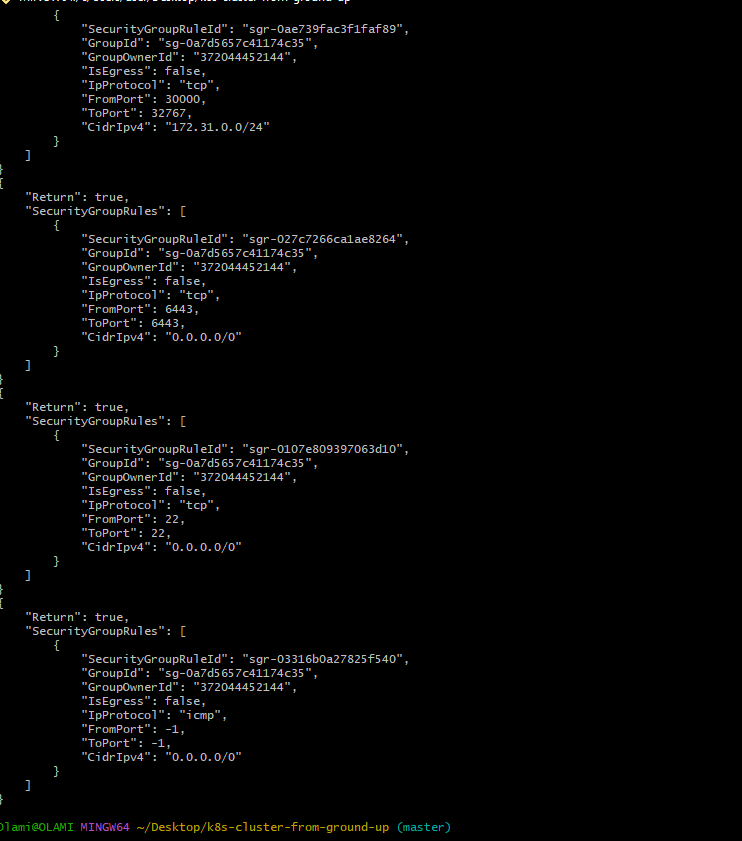 {
            "SecurityGroupRuleId": "sgr-0ae739fac3f1faf89",
            "GroupId": "sg-0a7d5657c41174c35",
            "GroupOwnerId": "372044452144",
            "IsEgress": false,
            "IpProtocol": "tcp",
            "FromPort": 30000,
            "ToPort": 32767,
            "CidrIpv4": "172.31.0.0/24"
        }
    ]
}
{
    "Return": true,
    "SecurityGroupRules": [
        {
            "SecurityGroupRuleId": "sgr-027c7266ca1ae8264",
            "GroupId": "sg-0a7d5657c41174c35",
            "GroupOwnerId": "372044452144",
            "IsEgress": false,
            "IpProtocol": "tcp",
            "FromPort": 6443,
            "ToPort": 6443,
            "CidrIpv4": "0.0.0.0/0"
        }
    ]
}
{
    "Return": true,
    "SecurityGroupRules": [
        {
            "SecurityGroupRuleId": "sgr-0107e809397063d10",
            "GroupId": "sg-0a7d5657c41174c35",
            "GroupOwnerId": "372044452144",
            "IsEgress": false,
            "IpProtocol": "tcp",
            "FromPort": 22,
            "ToPort": 22,
            "CidrIpv4": "0.0.0.0/0"
        }
    ]
}
{
    "Return": true,
    "SecurityGroupRules": [
        {
            "SecurityGroupRuleId": "sgr-03316b0a27825f540",
            "GroupId": "sg-0a7d5657c41174c35",
            "GroupOwnerId": "372044452144",
            "IsEgress": false,
            "IpProtocol": "icmp",
            "FromPort": -1,
            "ToPort": -1,
            "CidrIpv4": "0.0.0.0/0"
        }
    ]
}
Olami@OLAMI MINGW64 ~/Desktop/k8s-cluster-from-ground-up (master)